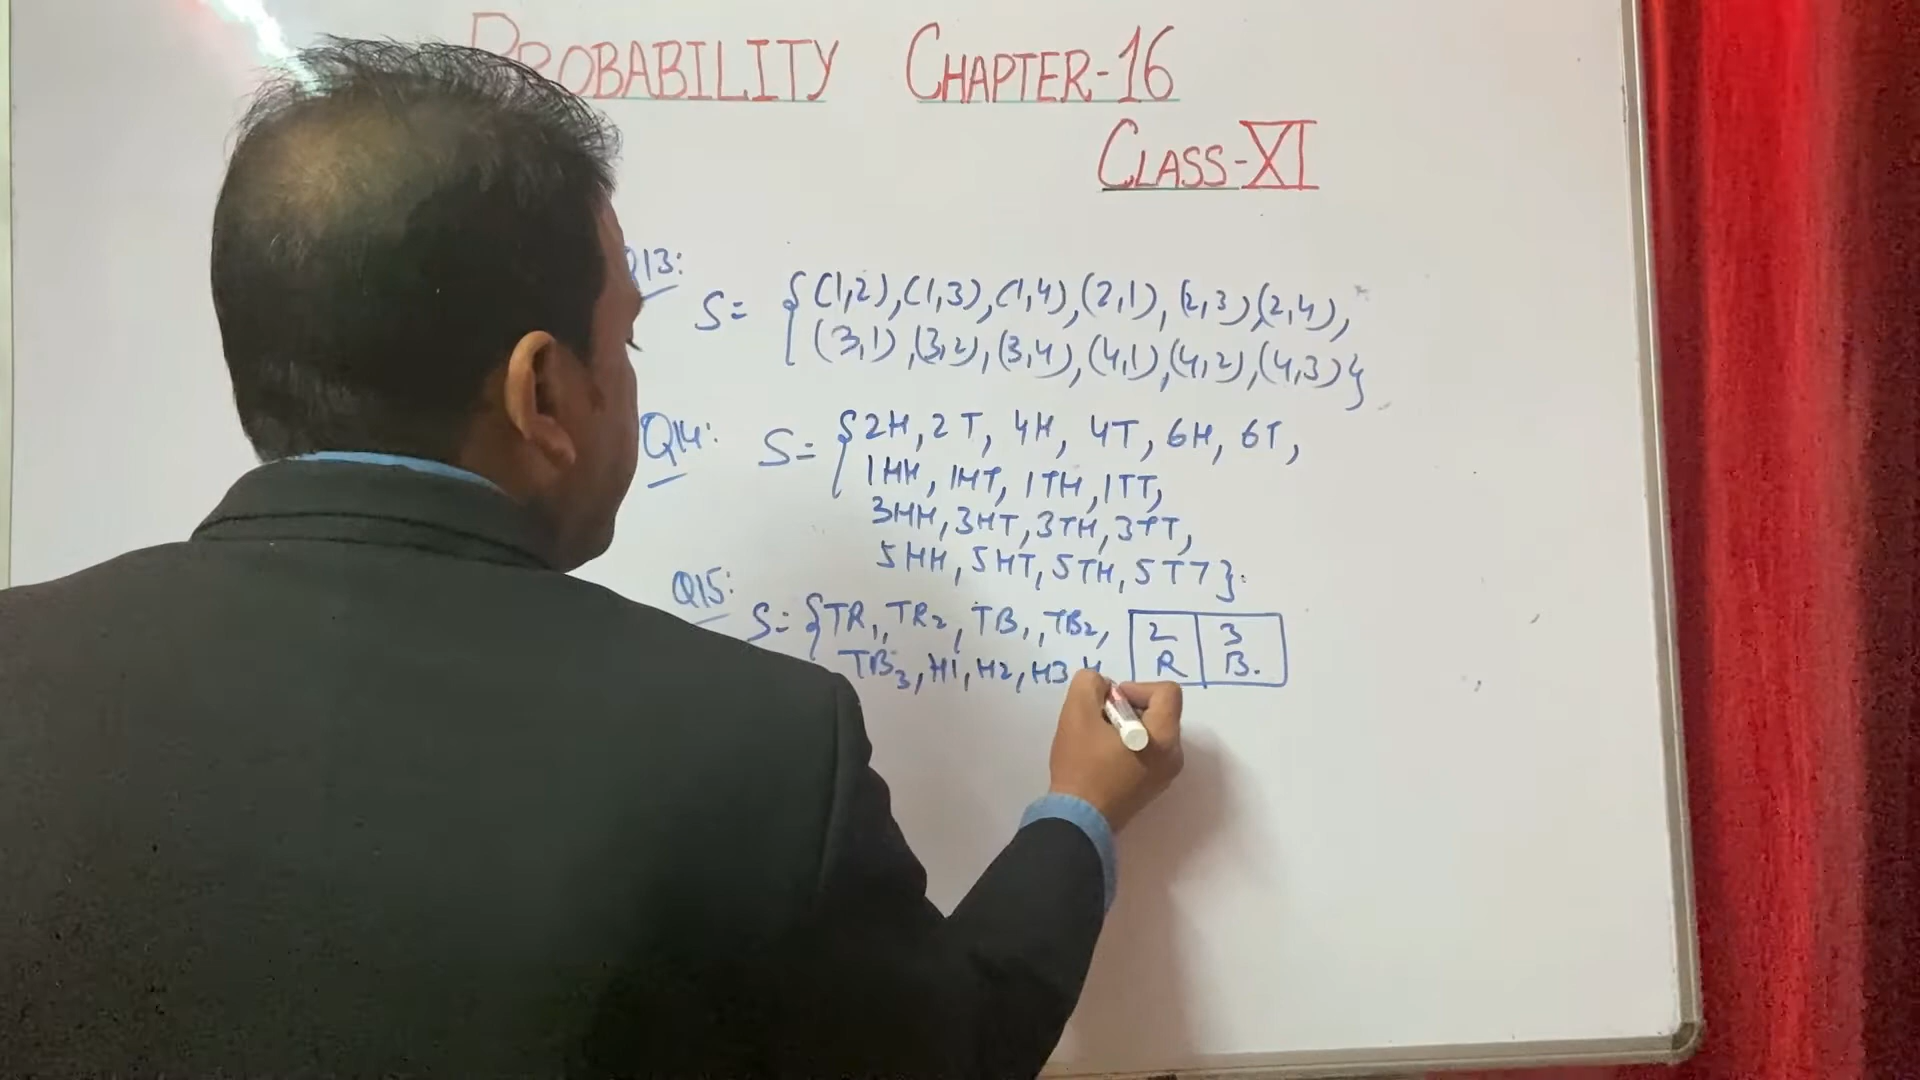 PROBABILITY CHAPTER-16
CLASS-XI
Q13:
S= {(1,2),(1,3),(1,4),(2,1),(2,3),(2,4),
(3,1),(3,2),(3,4),(4,1),(4,2),(4,3)}
Q14: S= {2H, 2T, 4H, 4T, 6H, 6T,
1HH, 1HT, 1TH, 1TT,
3HH, 3HT, 3TH, 3TT,
5HH, 5HT, 5TH, 5TT}.
Q15:
S= {TR1, TR2, TB1, TB2,
TB3, H1, H2, H3, H
2 3
R B.